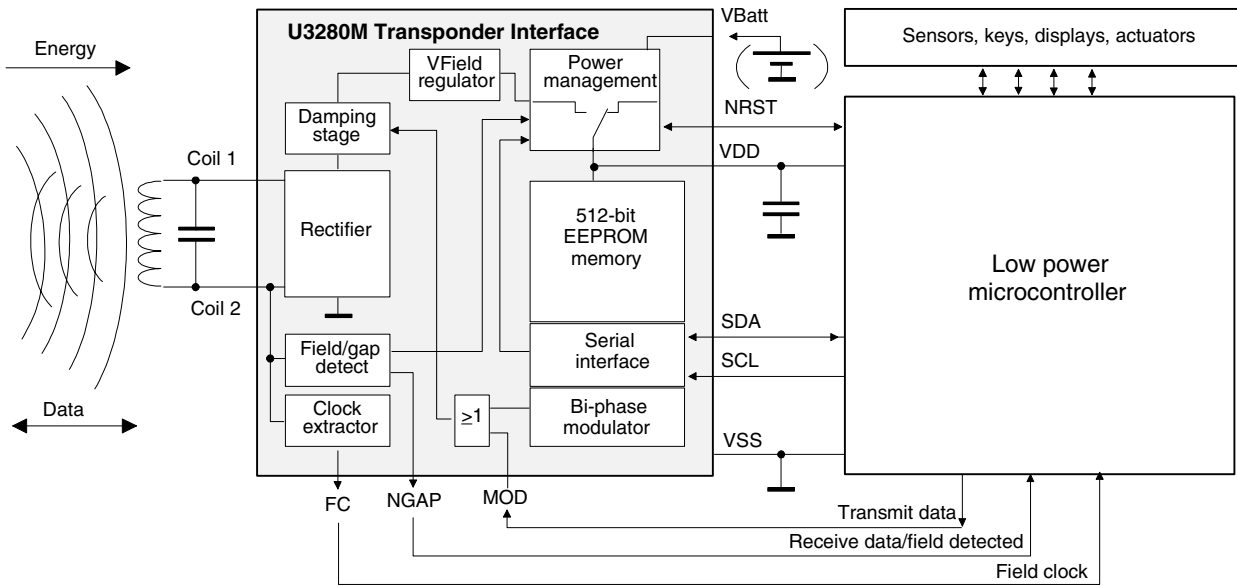 Energy
U3280M Transponder Interface
VBatt
Sensors, keys, displays, actuators
VField
regulator
Power
management
Damping
stage
NRST
VDD
Coil 1
Rectifier
512-bit
EEPROM
memory
Low power
microcontroller
Coil 2
SDA
Serial
interface
SCL
Field/gap
detect
Data
Clock
extractor
≥1
Bi-phase
modulator
VSS
FC
NGAP
MOD
Transmit data
Receive data/field detected
Field clock